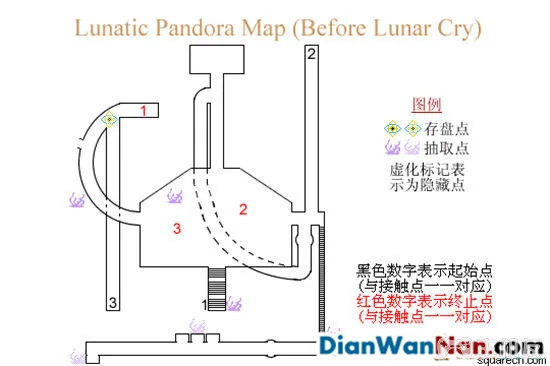 Lunatic Pandora Map (Before Lunar Cry)
2
图例
存盘点
抽取点
虚化标记表
示为隐藏点
1
2
3
黑色数字表示起始点
(与接触点一一对应)
红色数字表示终止点
(与接触点一一对应)
3
1
DianWanNan.com
squarecn.com